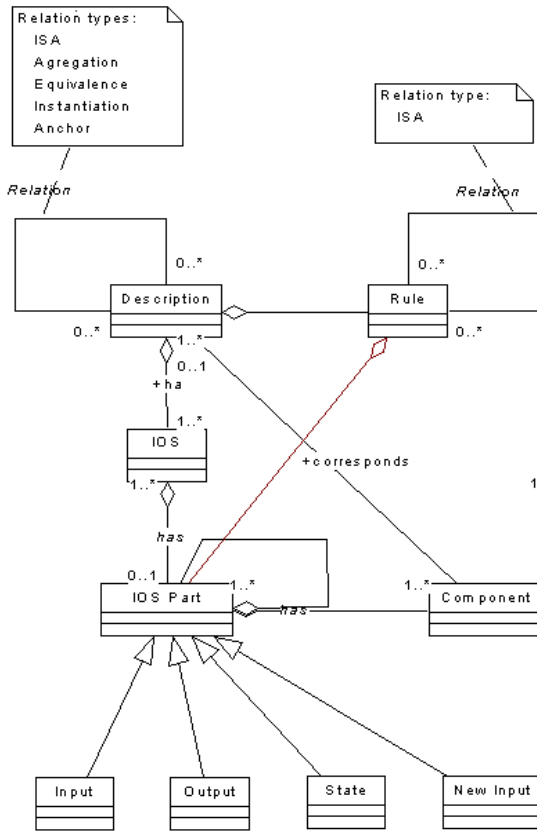 Relation types:
ISA
Agregation
Equivalence
Instantiation
Anchor
Relation type:
ISA
Relation
Relation
0..*
0..*
Description
Rule
0..*
1..*
0..*
0..1
+ha
1..*
IOS
+corresponds
1..*
1
has
0..1
1..*
1..*
IOS Part
has
Component
Input
Output
State
New Input